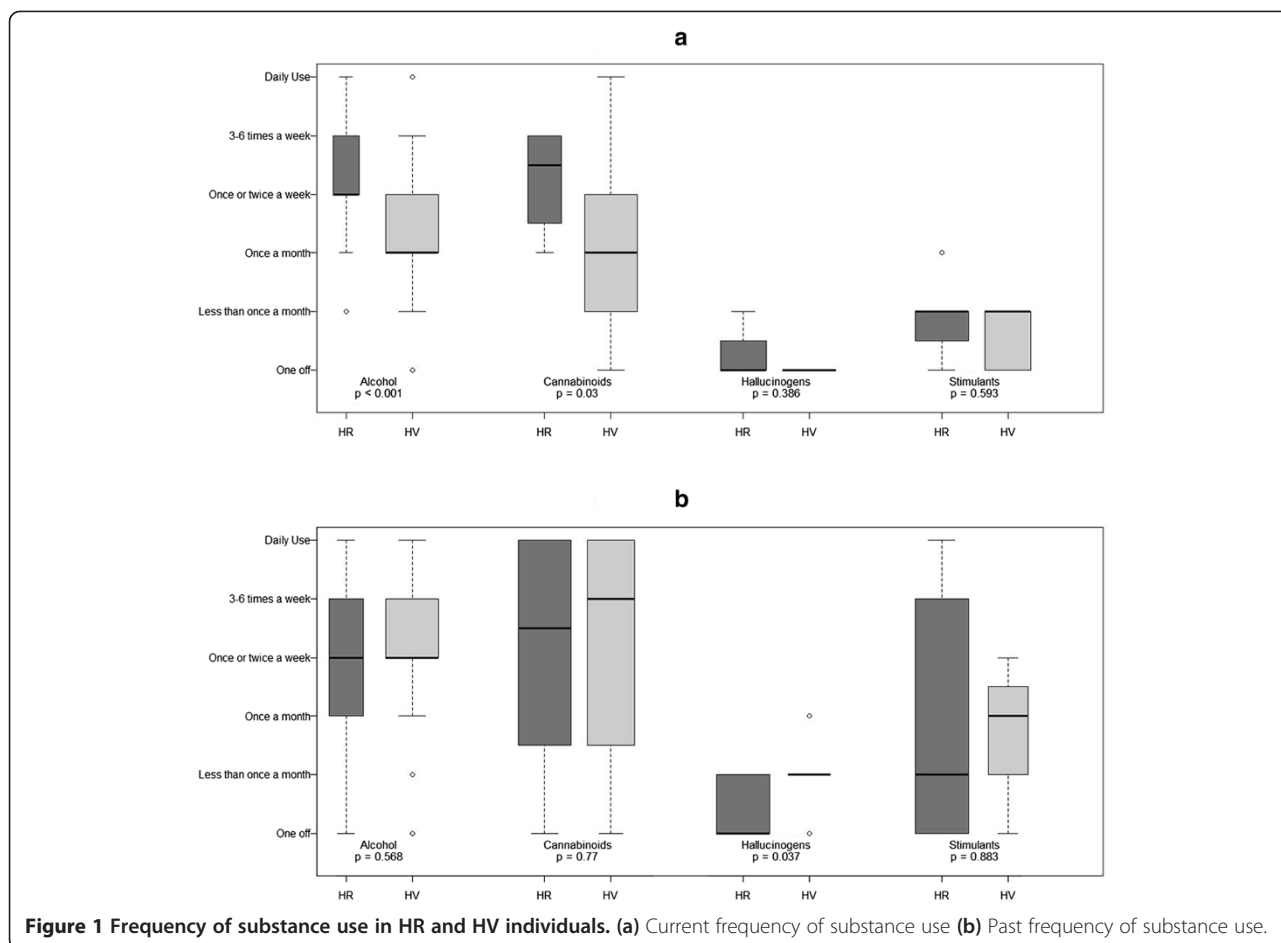 a
Daily Use
3-6 times a week
Once or twice a week
Once a month
Less than once a month
One off
Alcohol Cannabinoids Hallucinogens Stimulants
p < 0.001 p = 0.03 p = 0.386 p = 0.593
HR HV HR HV HR HV HR HV
b
Daily Use
3-6 times a week
Once or twice a week
Once a month
Less than once a month
One off
Alcohol Cannabinoids Hallucinogens Stimulants
p = 0.568 p = 0.77 p = 0.037 p = 0.883
HR HV HR HV HR HV HR HV
Figure 1 Frequency of substance use in HR and HV individuals. (a) Current frequency of substance use (b) Past frequency of substance use.